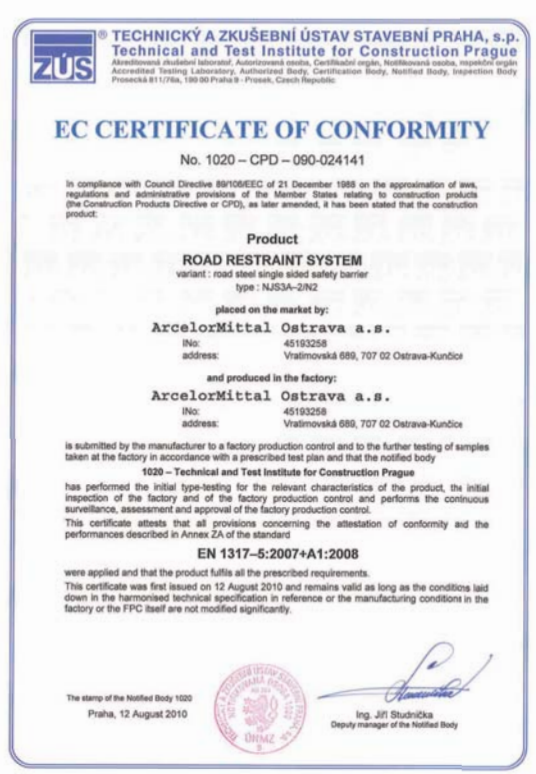 ZÚS
® TECHNICKÝ A ZKUŠEBNÍ ÚSTAV STAVEBNÍ PRAHA, s.p.
Technical and Test Institute for Construction Prague
Akreditovaná zkušební laboratoř, Autorizovaná osoba, Certifikační orgán, Notifikovaná osoba, Inspekční orgán
Accredited Testing Laboratory, Authorized Body, Certification Body, Notified Body, Inspection Body
Prosecká 811/76a, 190 00 Praha 9 - Prosek, Czech Republic
EC CERTIFICATE OF CONFORMITY
No. 1020 – CPD – 090-024141
In compliance with Council Directive 89/106/EEC of 21 December 1988 on the approximation of aws,
regulations and administrative provisions of the Member States relating to construction products
(the Construction Products Directive or CPD), as later amended, it has been stated that the construction
product:
Product
ROAD RESTRAINT SYSTEM
variant : road steel single sided safety barrier
type : NJS3A–2/N2
placed on the market by:
ArcelorMittal Ostrava a.s.
INo: 45193258
address: Vratimovská 689, 707 02 Ostrava-Kunčice
and produced in the factory:
ArcelorMittal Ostrava a.s.
INo: 45193258
address: Vratimovská 689, 707 02 Ostrava-Kunčice
is submitted by the manufacturer to a factory production control and to the further testing of samples
taken at the factory in accordance with a prescribed test plan and that the notified body
1020 – Technical and Test Institute for Construction Prague
has performed the initial type-testing for the relevant characteristics of the product, the initial
inspection of the factory and of the factory production control and performs the continuous
surveillance, assessment and approval of the factory production control.
This certificate attests that all provisions concerning the attestation of conformity and the
performances described in Annex ZA of the standard
EN 1317–5:2007+A1:2008
were applied and that the product fulfils all the prescribed requirements.
This certificate was first issued on 12 August 2010 and remains valid as long as the conditions laid
down in the harmonised technical specification in reference or the manufacturing conditions in the
factory or the FPC itself are not modified significantly.
The stamp of the Notified Body 1020
Praha, 12 August 2010
ÚRMZ
Ing. Jiří Studnička
Deputy manager of the Notified Body